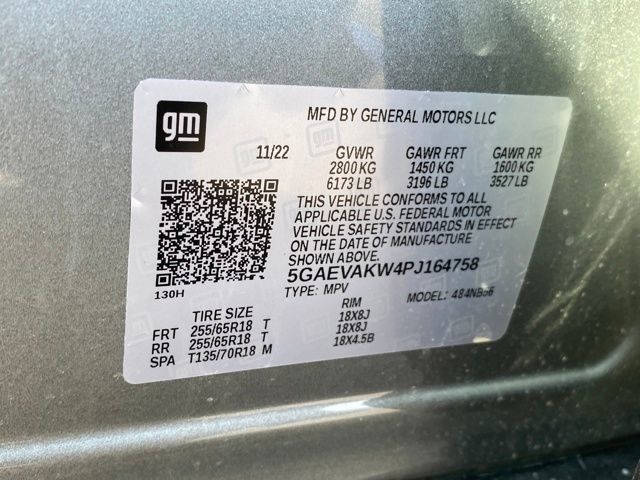 gm
MFD BY GENERAL MOTORS LLC
11/22 GVWR GAWR FRT GAWR RR
2800 KG 1450 KG 1600 KG
6173 LB 3196 LB 3527 LB
THIS VEHICLE CONFORMS TO ALL
APPLICABLE U.S. FEDERAL MOTOR
VEHICLE SAFETY STANDARDS IN EFFECT
ON THE DATE OF MANUFACTURE
SHOWN ABOVE.
130H
5GAEVAKW4PJ164758
TYPE: MPV MODEL: 484NB56
TIRE SIZE RIM
FRT 255/65R18 T 18X8J
RR 255/65R18 T 18X8J
SPA T135/70R18 M 18X4.5B